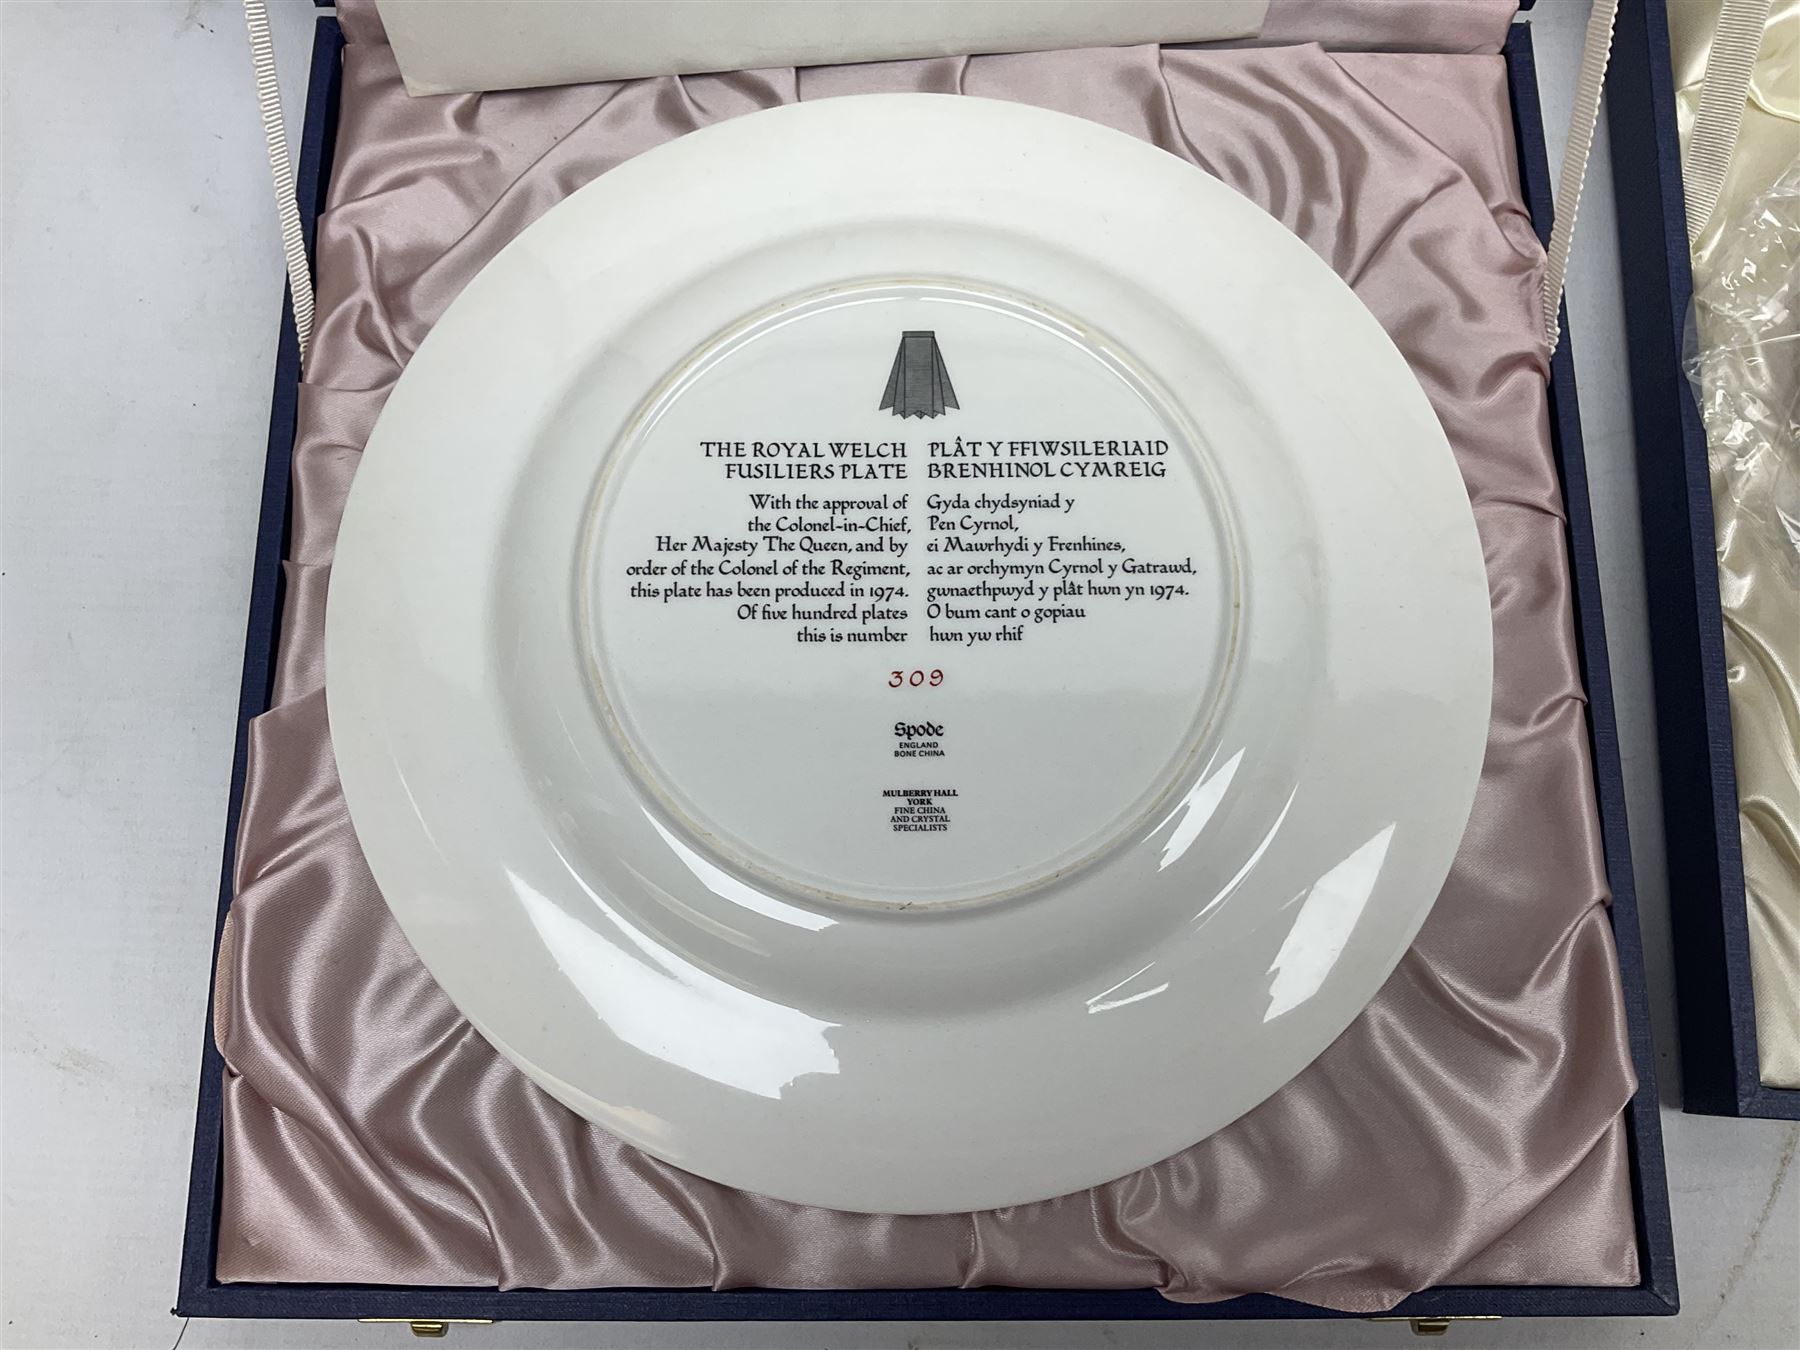 THE ROYAL WELCH
FUSILIERS PLATE
With the approval of
the Colonel-in-Chief,
Her Majesty The Queen, and by
order of the Colonel of the Regiment,
this plate has been produced in 1974.
Of five hundred plates
this is number
PLÂT Y FFIWSILERIAID
BRENHINOL CYMREIG
Gyda chydsyniad y
Pen Cyrnol,
ei Mawrhydi y Frenhines,
ac ar orchymyn Cyrnol y Gatrawd,
gwnaethpwyd y plât hwn yn 1974.
O bum cant o gopiau
hwn yw rhif
309
Spode
ENGLAND
BONE CHINA
MULBERRY HALL
YORK
FINE CHINA
AND CRYSTAL
SPECIALISTS